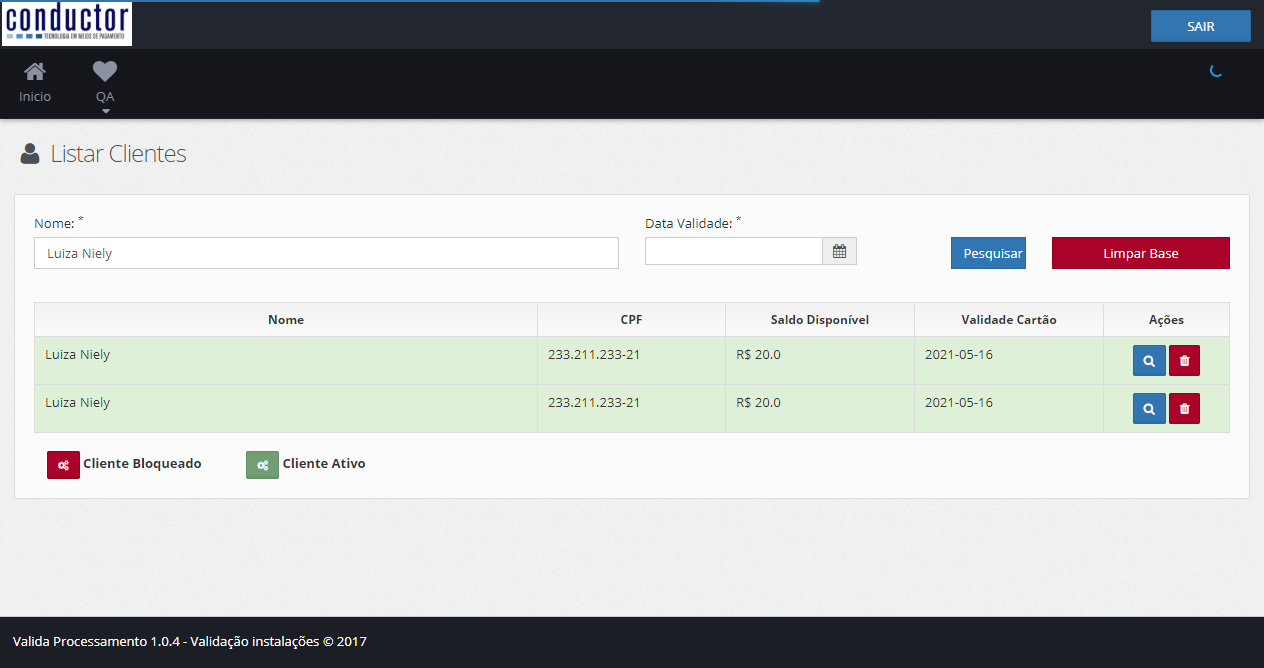 conductor
TECNOLOGIA EM MEIOS DE PAGAMENTO
SAIR
Inicio
QA
Listar Clientes
Nome: *
Data Validade: *
Luiza Niely
Pesquisar
Limpar Base
Nome CPF Saldo Disponível Validade Cartão Ações
Luiza Niely 233.211.233-21 R$ 20.0 2021-05-16
Luiza Niely 233.211.233-21 R$ 20.0 2021-05-16
Cliente Bloqueado
Cliente Ativo
Valida Processamento 1.0.4 - Validação instalações © 2017